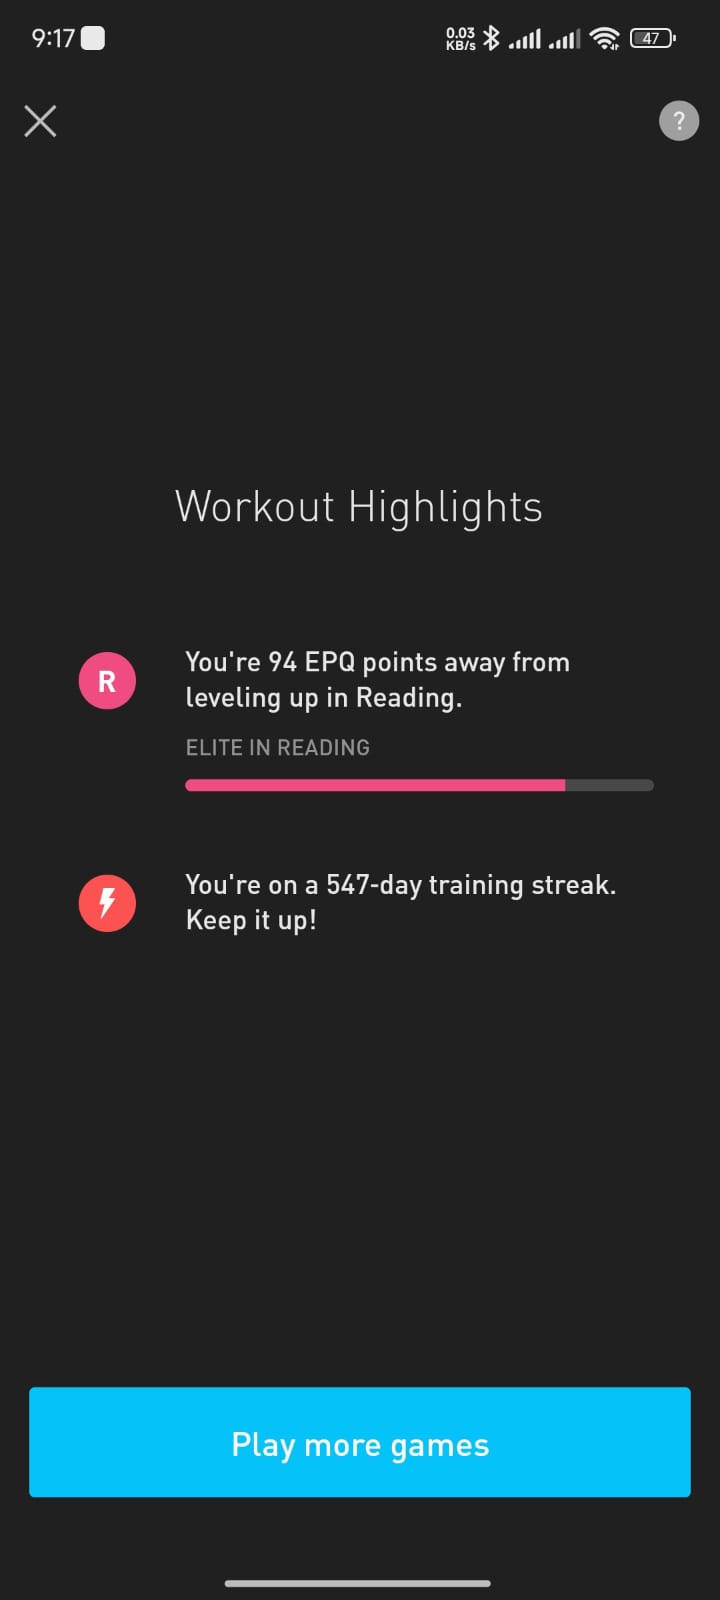 9:17
0.03
KB/s
47
?
Workout Highlights
R
You're 94 EPQ points away from
leveling up in Reading.
ELITE IN READING
You're on a 547-day training streak.
Keep it up!
Play more games